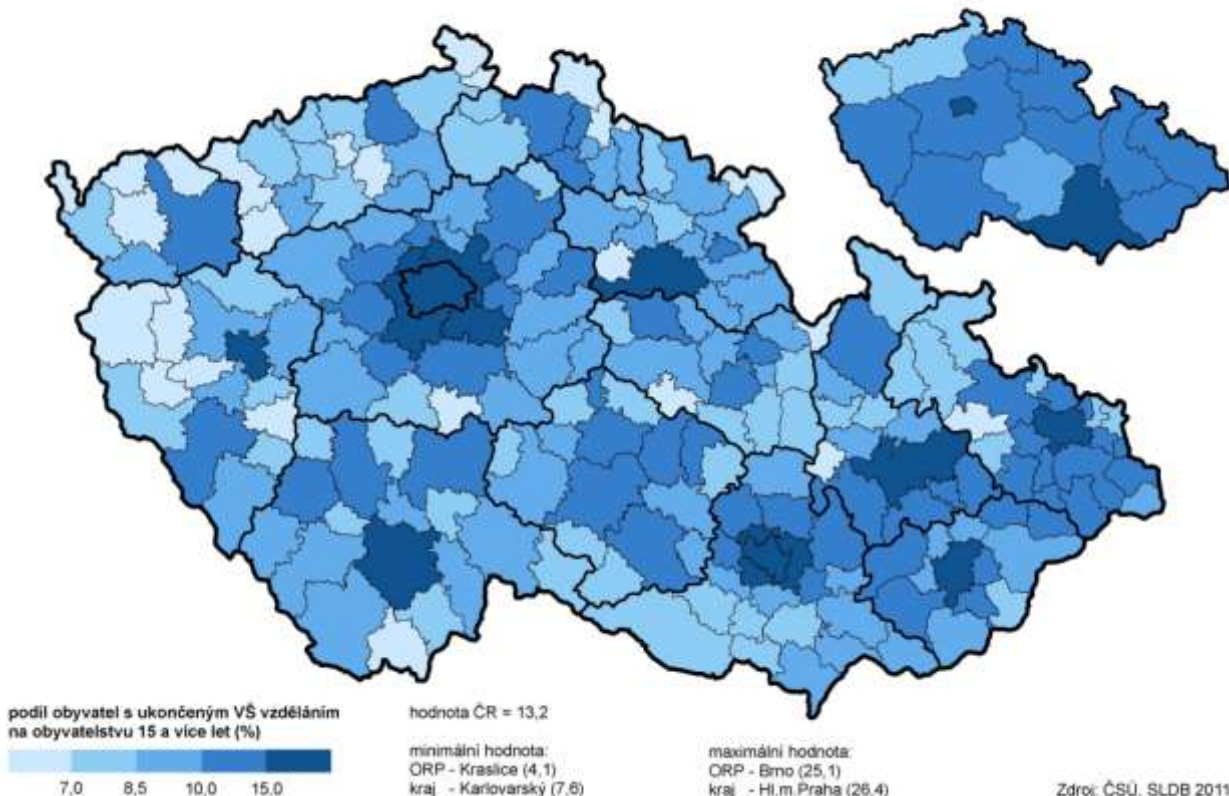 podíl obyvatel s ukončeným VŠ vzděláním
na obyvatelstvu 15 a více let (%)
7,0 8,5 10,0 15,0
hodnota ČR = 13,2
minimální hodnota:
ORP - Kraslice (4,1)
kraj - Karlovarský (7,6)
maximální hodnota:
ORP - Brno (25,1)
kraj - Hl.m.Praha (26,4)
Zdroj: ČSÚ, SLDB 2011